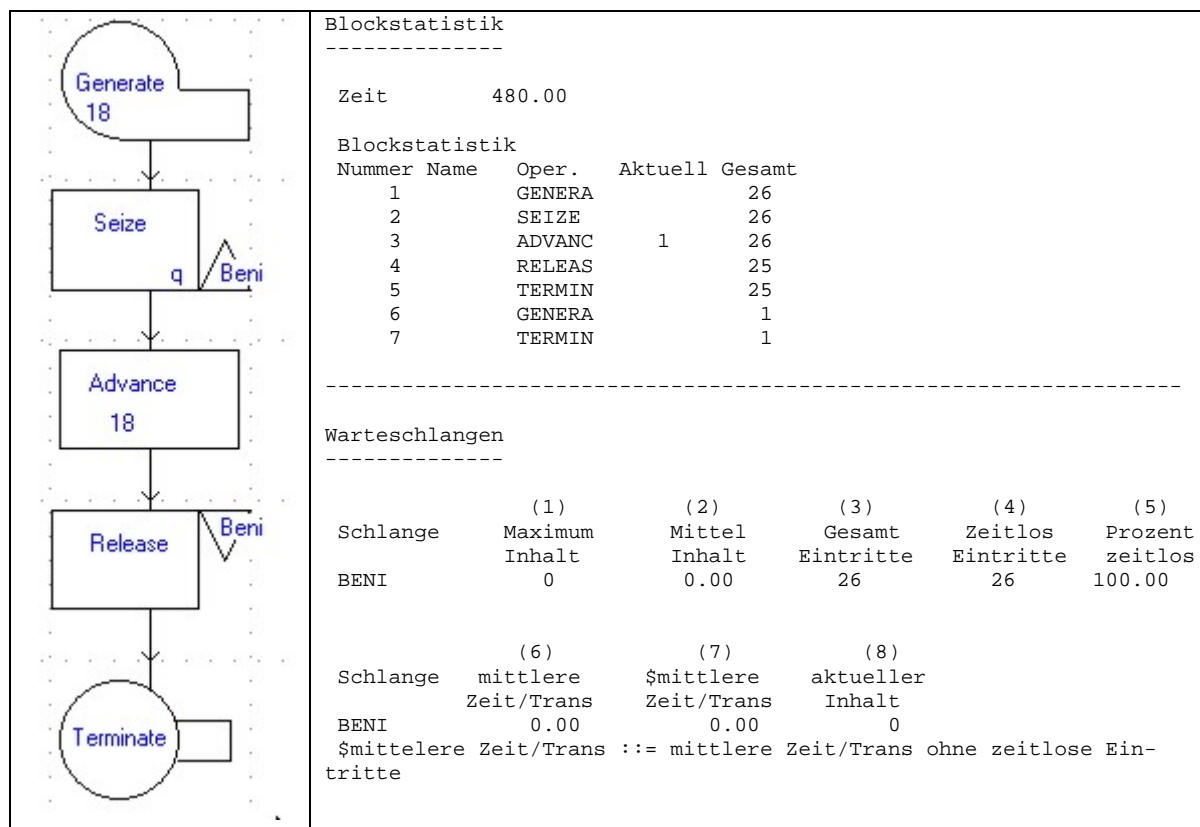 Generate
18
Seize
q
Beni
Advance
18
Release
Beni
Terminate
Blockstatistik
--------------
Zeit 480.00
Blockstatistik
Nummer Name Oper. Aktuell Gesamt
1 GENERA 26
2 SEIZE 26
3 ADVANC 1 26
4 RELEAS 25
5 TERMIN 25
6 GENERA 1
7 TERMIN 1
-------------------------------------------------------------------
Warteschlangen
--------------
(1) (2) (3) (4) (5)
Schlange Maximum Mittel Gesamt Zeitlos Prozent
Inhalt Inhalt Eintritte Eintritte zeitlos
BENI 0 0.00 26 26 100.00
(6) (7) (8)
Schlange mittlere $mittlere aktueller
Zeit/Trans Zeit/Trans Inhalt
BENI 0.00 0.00 0
$mittelere Zeit/Trans ::= mittlere Zeit/Trans ohne zeitlose Ein-
tritte